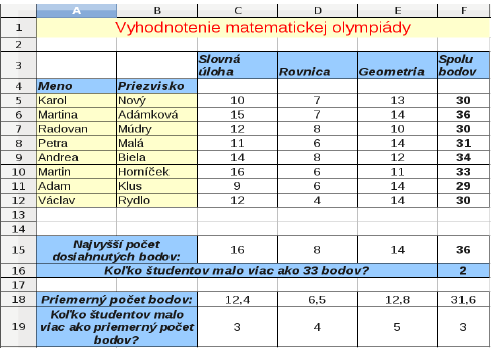 A B C D E F
1 Vyhodnotenie matematickej olympiády
2
3 Slovná úloha Rovnica Geometria Spolu bodov
4 Meno Priezvisko
5 Karol Nový 10 7 13 30
6 Martina Adámková 15 7 14 36
7 Radovan Múdry 12 8 10 30
8 Petra Malá 11 6 14 31
9 Andrea Biela 14 8 12 34
10 Martin Horníček 16 6 11 33
11 Adam Klus 9 6 14 29
12 Václav Rydlo 12 4 14 30
13
14
15 Najvyšší počet dosiahnutých bodov: 16 8 14 36
16 Koľko študentov malo viac ako 33 bodov? 2
17
18 Priemerný počet bodov: 12,4 6,5 12,8 31,6
19 Koľko študentov malo viac ako priemerný počet bodov? 3 4 5 3